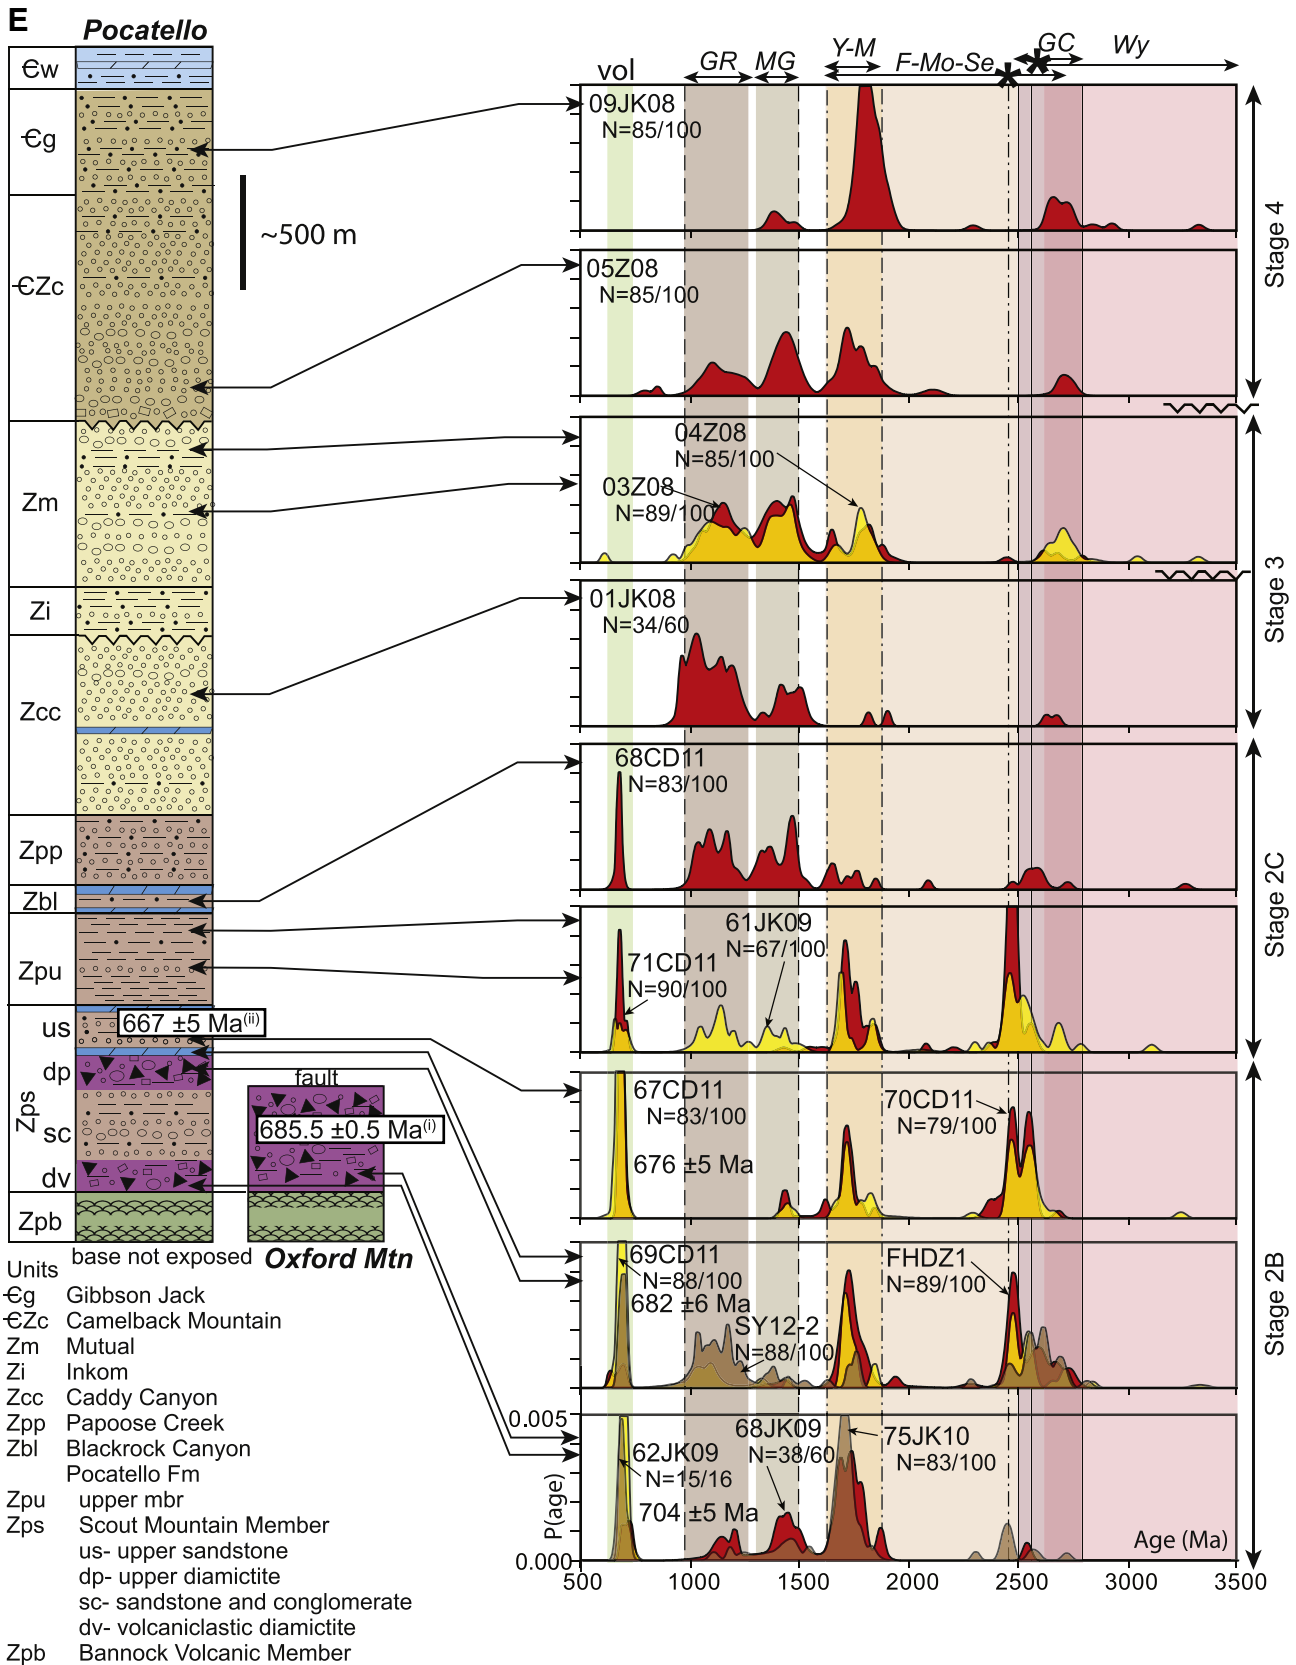 E
Pocatello
Ꞓw
Ꞓg
ꞒZc
Zm
Zi
Zcc
Zpp
Zbl
Zpu
us
dp
Zps
sc
dv
Zpb
~500 m
667 ±5 Ma(ii)
fault
685.5 ±0.5 Ma(i)
base not exposed
Oxford Mtn
Units
Ꞓg Gibbson Jack
ꞒZc Camelback Mountain
Zm Mutual
Zi Inkom
Zcc Caddy Canyon
Zpp Papoose Creek
Zbl Blackrock Canyon
Pocatello Fm
Zpu upper mbr
Zps Scout Mountain Member
us- upper sandstone
dp- upper diamictite
sc- sandstone and conglomerate
dv- volcaniclastic diamictite
Zpb Bannock Volcanic Member
vol
GR
MG
Y-M
F-Mo-Se
*
*
GC
Wy
09JK08
N=85/100
05Z08
N=85/100
Stage 4
04Z08
N=85/100
03Z08
N=89/100
01JK08
N=34/60
Stage 3
68CD11
N=83/100
61JK09
N=67/100
71CD11
N=90/100
Stage 2C
67CD11
N=83/100
676 ±5 Ma
70CD11
N=79/100
69CD11
N=88/100
682 ±6 Ma
SY12-2
N=88/100
FHDZ1
N=89/100
Stage 2B
0.005
62JK09
N=15/16
704 ±5 Ma
68JK09
N=38/60
75JK10
N=83/100
P(age)
Age (Ma)
0.000
500 1000 1500 2000 2500 3000 3500